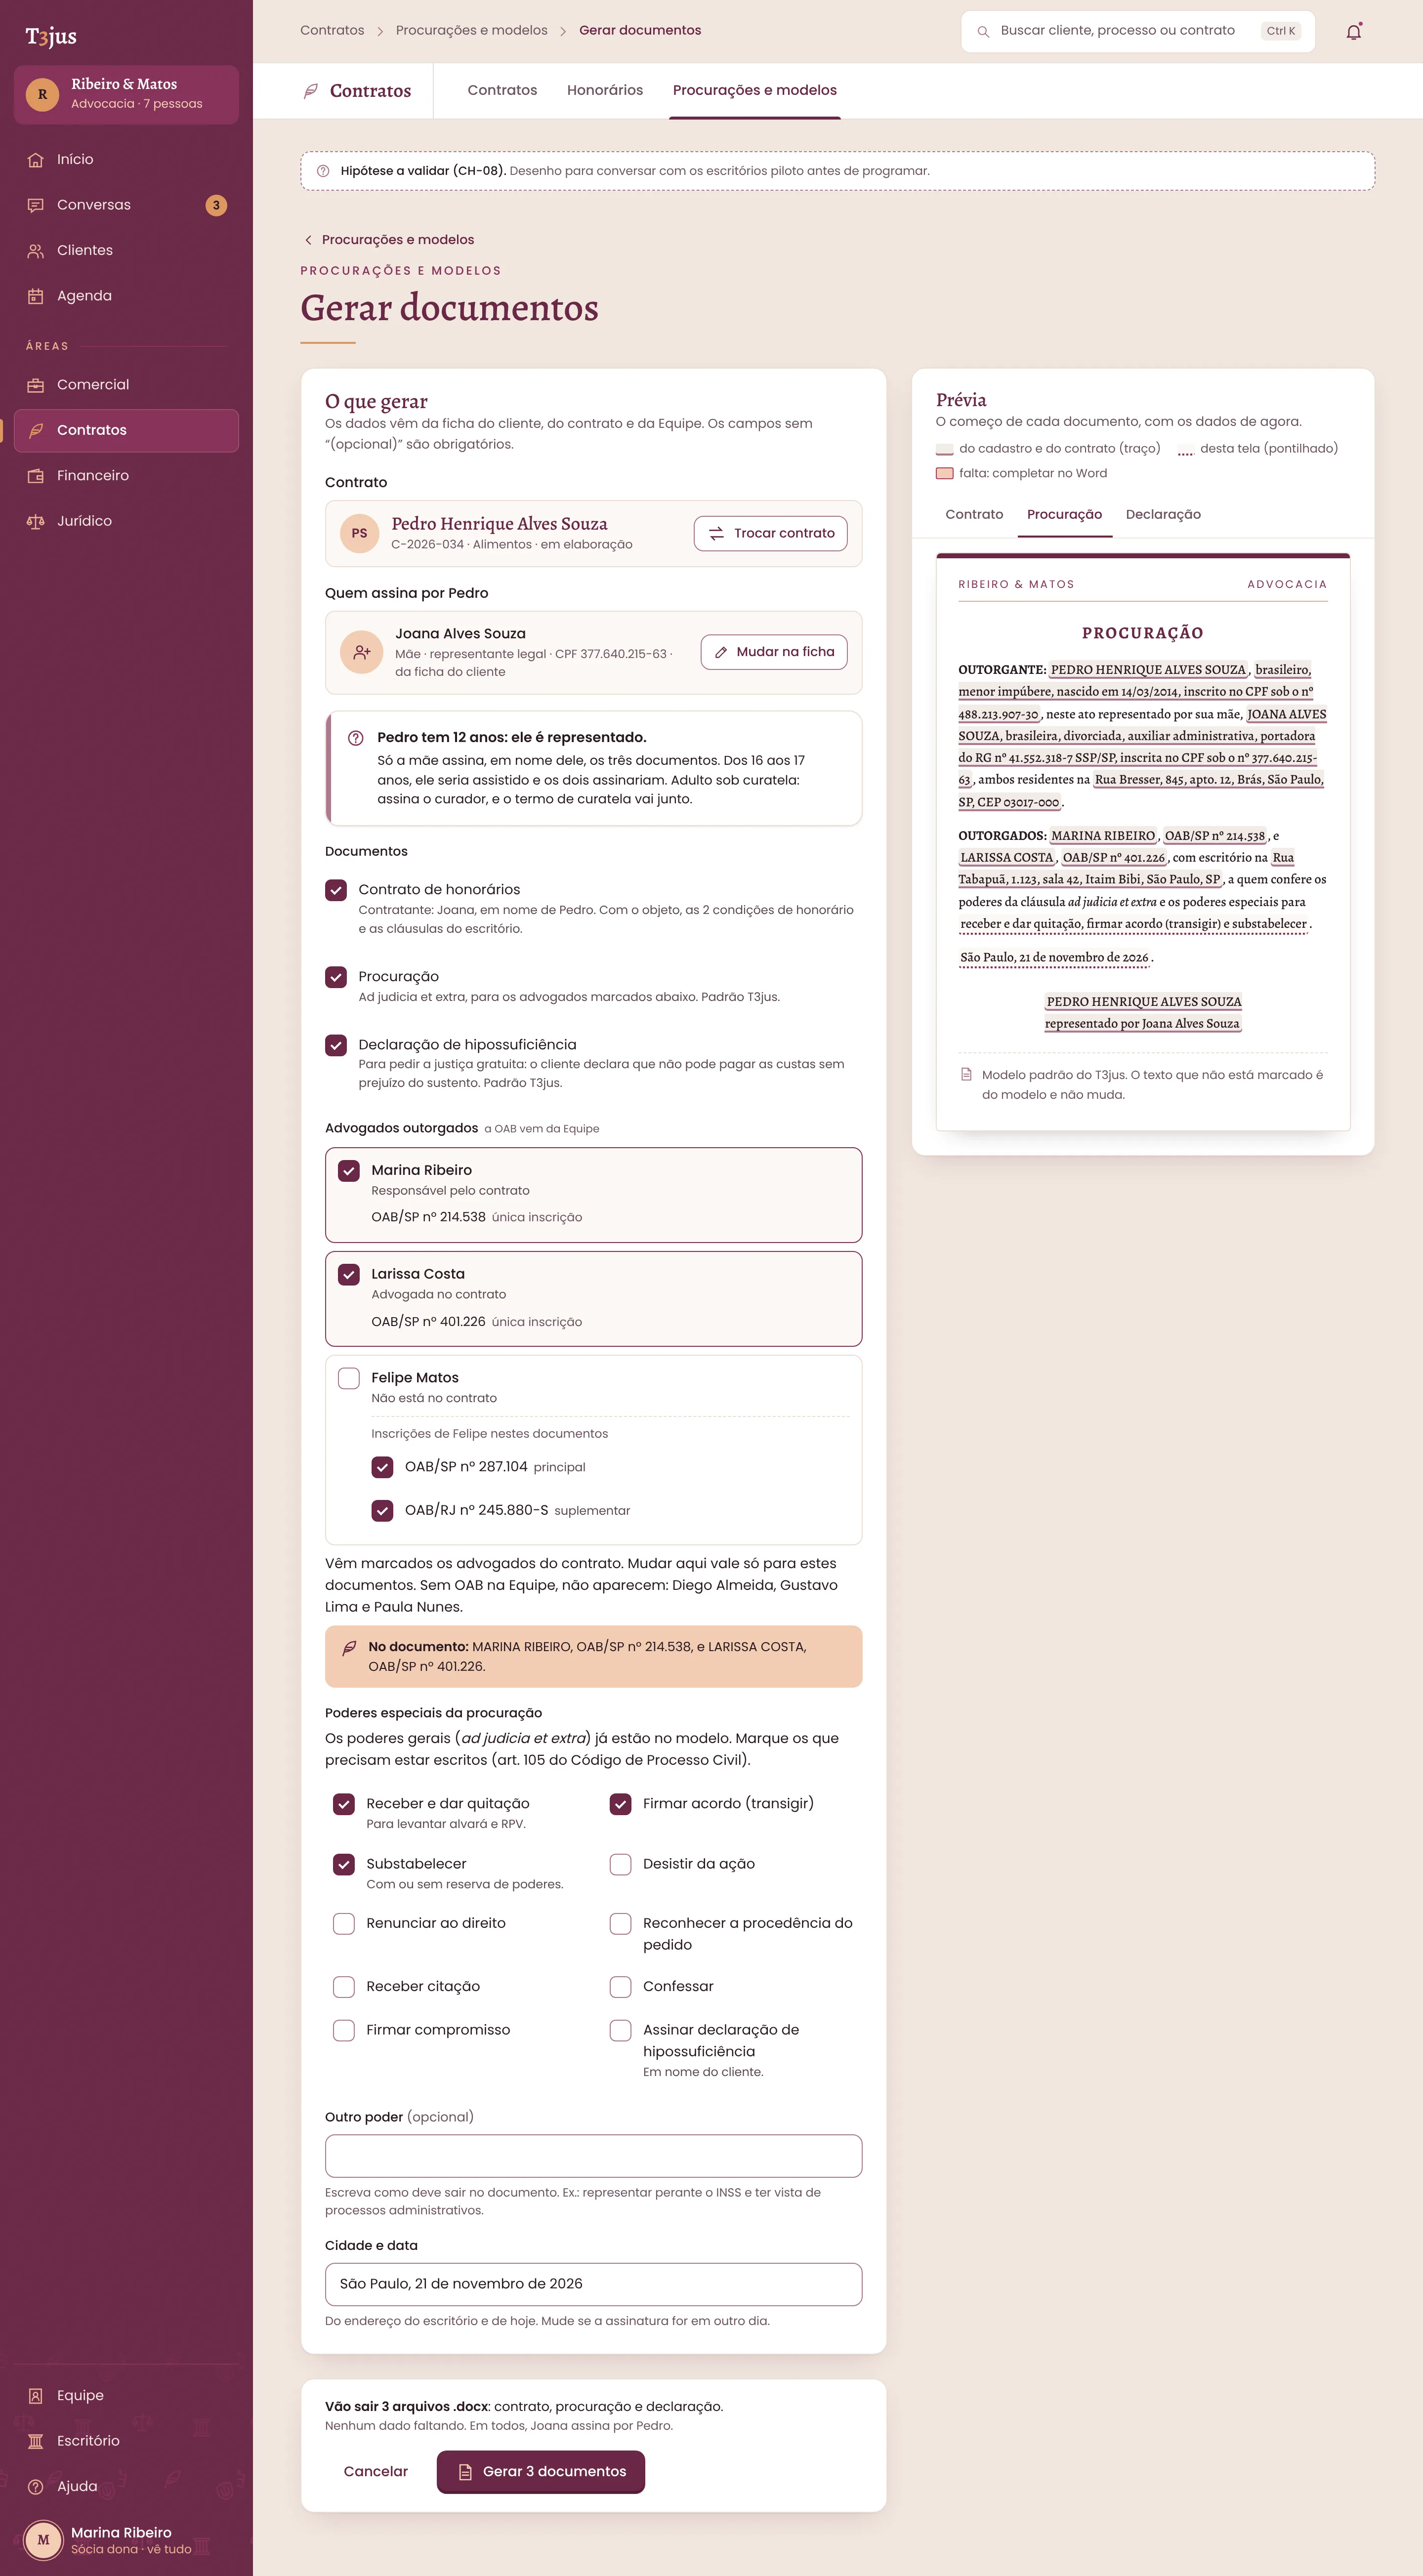 T3jus
R
Ribeiro & Matos
Advocacia · 7 pessoas
Início
Conversas
3
Clientes
Agenda
ÁREAS
Comercial
Contratos
Financeiro
Jurídico
Equipe
Escritório
Ajuda
M
Marina Ribeiro
Sócia dona · vê tudo
Contratos
Procurações e modelos
Gerar documentos
Buscar cliente, processo ou contrato
Ctrl K
Contratos
Contratos
Honorários
Procurações e modelos
Hipótese a validar (CH-08). Desenho para conversar com os escritórios piloto antes de programar.
Procurações e modelos
PROCURAÇÕES E MODELOS
Gerar documentos
O que gerar
Os dados vêm da ficha do cliente, do contrato e da Equipe. Os campos sem
“(opcional)” são obrigatórios.
Contrato
PS
Pedro Henrique Alves Souza
C-2026-034 · Alimentos · em elaboração
Trocar contrato
Quem assina por Pedro
Joana Alves Souza
Mãe · representante legal · CPF 377.640.215-63 ·
da ficha do cliente
Mudar na ficha
Pedro tem 12 anos: ele é representado.
Só a mãe assina, em nome dele, os três documentos. Dos 16 aos 17
anos, ele seria assistido e os dois assinariam. Adulto sob curatela:
assina o curador, e o termo de curatela vai junto.
Documentos
Contrato de honorários
Contratante: Joana, em nome de Pedro. Com o objeto, as 2 condições de honorário
e as cláusulas do escritório.
Procuração
Ad judicia et extra, para os advogados marcados abaixo. Padrão T3jus.
Declaração de hipossuficiência
Para pedir a justiça gratuita: o cliente declara que não pode pagar as custas sem
prejuízo do sustento. Padrão T3jus.
Advogados outorgados a OAB vem da Equipe
Marina Ribeiro
Responsável pelo contrato
OAB/SP nº 214.538 única inscrição
Larissa Costa
Advogada no contrato
OAB/SP nº 401.226 única inscrição
Felipe Matos
Não está no contrato
Inscrições de Felipe nestes documentos
OAB/SP nº 287.104 principal
OAB/RJ nº 245.880-S suplementar
Vêm marcados os advogados do contrato. Mudar aqui vale só para estes
documentos. Sem OAB na Equipe, não aparecem: Diego Almeida, Gustavo
Lima e Paula Nunes.
No documento: MARINA RIBEIRO, OAB/SP nº 214.538, e LARISSA COSTA,
OAB/SP nº 401.226.
Poderes especiais da procuração
Os poderes gerais (ad judicia et extra) já estão no modelo. Marque os que
precisam estar escritos (art. 105 do Código de Processo Civil).
Receber e dar quitação
Para levantar alvará e RPV.
Firmar acordo (transigir)
Substabelecer
Com ou sem reserva de poderes.
Desistir da ação
Renunciar ao direito
Reconhecer a procedência do
pedido
Receber citação
Confessar
Firmar compromisso
Assinar declaração de
hipossuficiência
Em nome do cliente.
Outro poder (opcional)
Escreva como deve sair no documento. Ex.: representar perante o INSS e ter vista de
processos administrativos.
Cidade e data
São Paulo, 21 de novembro de 2026
Do endereço do escritório e de hoje. Mude se a assinatura for em outro dia.
Vão sair 3 arquivos .docx: contrato, procuração e declaração.
Nenhum dado faltando. Em todos, Joana assina por Pedro.
Cancelar
Gerar 3 documentos
Prévia
O começo de cada documento, com os dados de agora.
do cadastro e do contrato (traço)
desta tela (pontilhado)
falta: completar no Word
Contrato
Procuração
Declaração
RIBEIRO & MATOS
ADVOCACIA
PROCURAÇÃO
OUTORGANTE: PEDRO HENRIQUE ALVES SOUZA, brasileiro,
menor impúbere, nascido em 14/03/2014, inscrito no CPF sob o nº
488.213.907-30, neste ato representado por sua mãe, JOANA ALVES
SOUZA, brasileira, divorciada, auxiliar administrativa, portadora
do RG nº 41.552.318-7 SSP/SP, inscrita no CPF sob o nº 377.640.215-
63, ambos residentes na Rua Bresser, 845, apto. 12, Brás, São Paulo,
SP, CEP 03017-000.
OUTORGADOS: MARINA RIBEIRO, OAB/SP nº 214.538, e
LARISSA COSTA, OAB/SP nº 401.226, com escritório na Rua
Tabapuã, 1.123, sala 42, Itaim Bibi, São Paulo, SP, a quem confere os
poderes da cláusula ad judicia et extra e os poderes especiais para
receber e dar quitação, firmar acordo (transigir) e substabelecer.
São Paulo, 21 de novembro de 2026.
PEDRO HENRIQUE ALVES SOUZA
representado por Joana Alves Souza
Modelo padrão do T3jus. O texto que não está marcado é
do modelo e não muda.